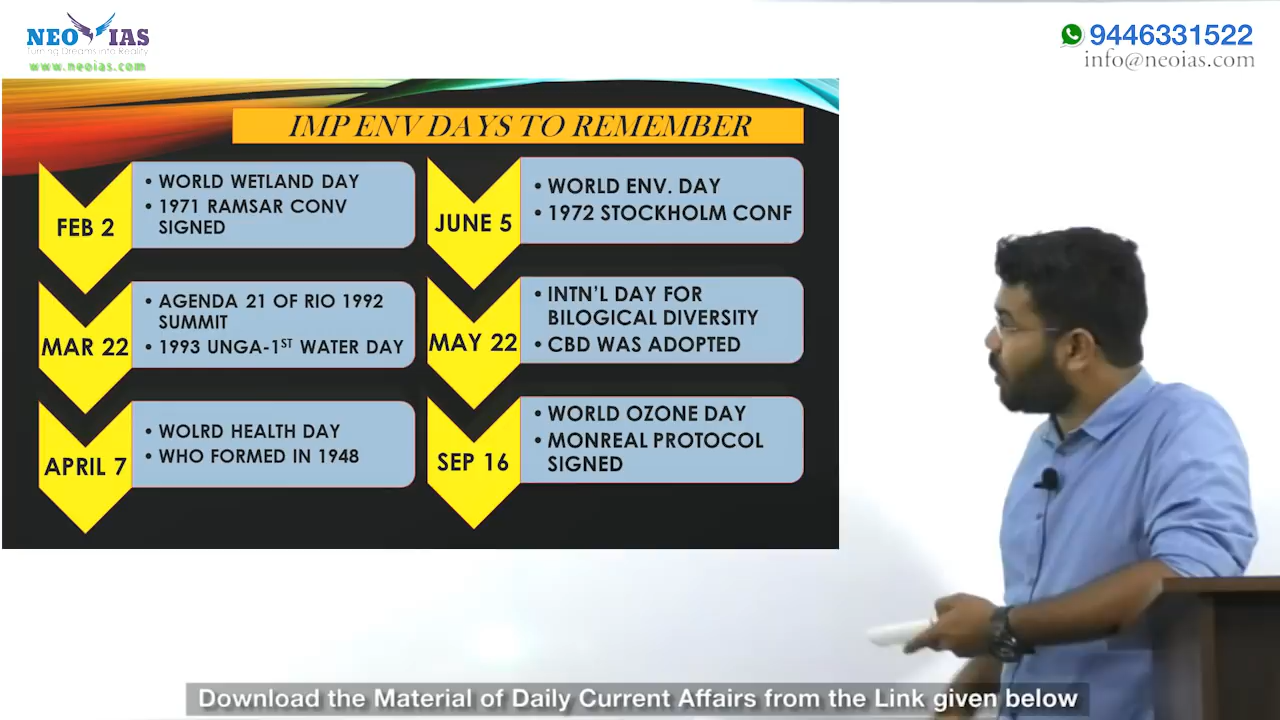 NEO IAS
Turning Dreams into Reality
www.neoias.com
9446331522
info@neoias.com
IMP ENV DAYS TO REMEMBER
FEB 2
• WORLD WETLAND DAY
• 1971 RAMSAR CONV
SIGNED
MAR 22
• AGENDA 21 OF RIO 1992
SUMMIT
• 1993 UNGA-1ST WATER DAY
APRIL 7
• WOLRD HEALTH DAY
• WHO FORMED IN 1948
JUNE 5
• WORLD ENV. DAY
• 1972 STOCKHOLM CONF
MAY 22
• INTN'L DAY FOR
BILOGICAL DIVERSITY
• CBD WAS ADOPTED
SEP 16
• WORLD OZONE DAY
• MONREAL PROTOCOL
SIGNED
Download the Material of Daily Current Affairs from the Link given below